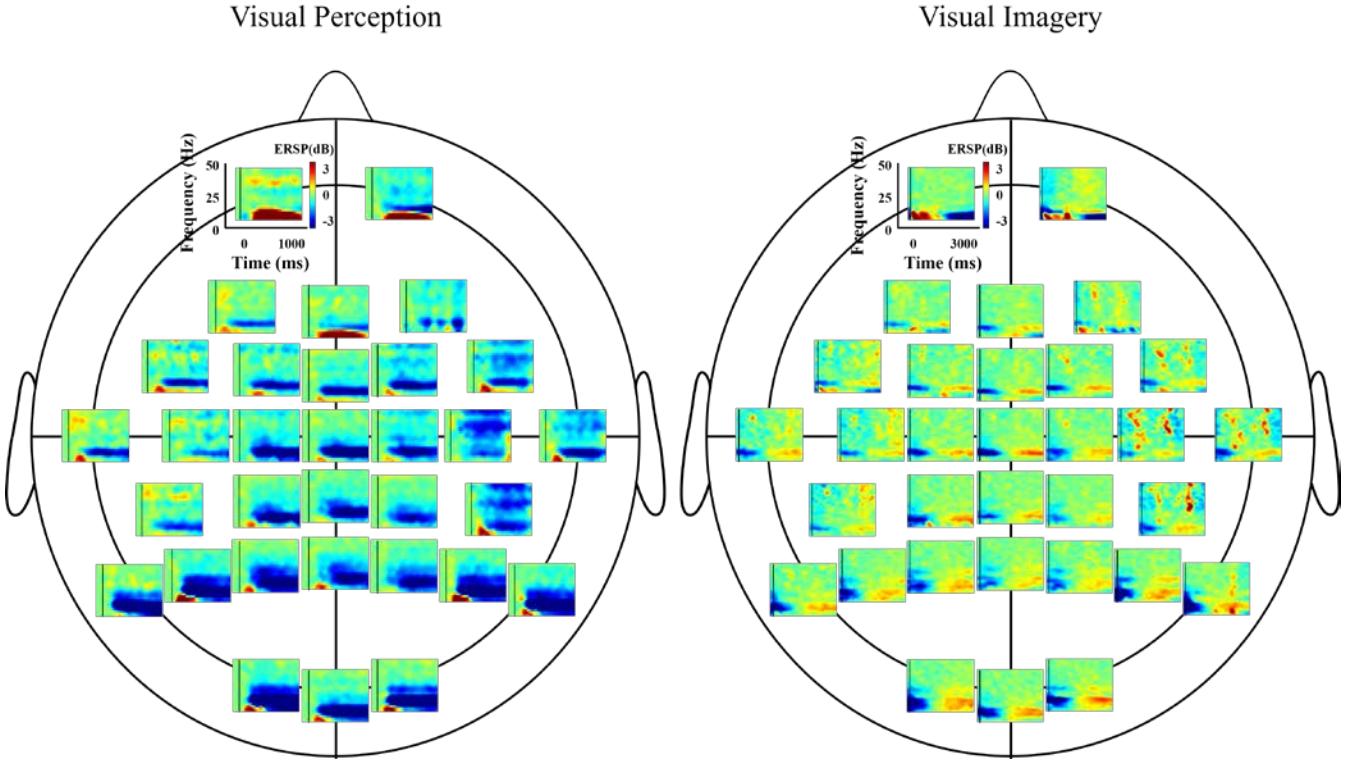 Visual Perception
Visual Imagery
ERSP(dB)
3
0
-3
Frequency (Hz)
50
25
0
0 1000
Time (ms)
ERSP(dB)
3
0
-3
Frequency (Hz)
50
25
0
0 3000
Time (ms)